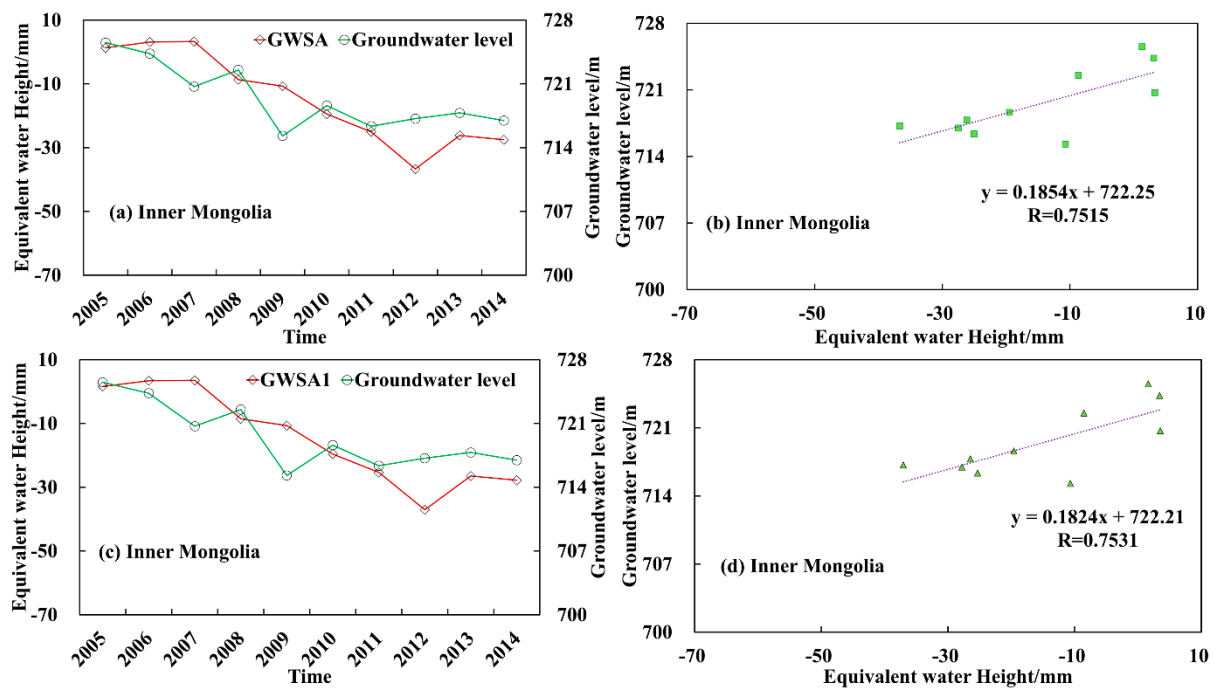 10
-10
-30
-50
-70
Equivalent water Height/mm
GWSA
Groundwater level
728
721
714
707
700
Groundwater level/m
(a) Inner Mongolia
2005
2006
2007
2008
2009
2010
2011
2012
2013
2014
Time
728
721
714
707
700
Groundwater level/m
y = 0.1854x + 722.25
R=0.7515
(b) Inner Mongolia
-70
-50
-30
-10
10
Equivalent water Height/mm
10
-10
-30
-50
-70
Equivalent water Height/mm
GWSA1
Groundwater level
728
721
714
707
700
Groundwater level/m
(c) Inner Mongolia
2005
2006
2007
2008
2009
2010
2011
2012
2013
2014
Time
728
721
714
707
700
Groundwater level/m
y = 0.1824x + 722.21
R=0.7531
(d) Inner Mongolia
-70
-50
-30
-10
10
Equivalent water Height/mm